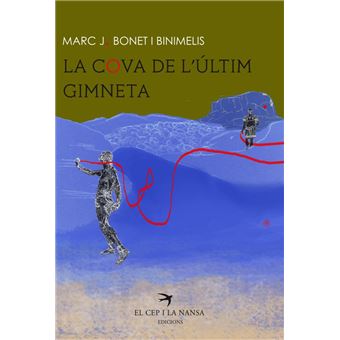 MARC J. BONET I BINIMELIS
LA COVA DE L'ÚLTIM
GIMNETA
EL CEP I LA NANSA
EDICIONS